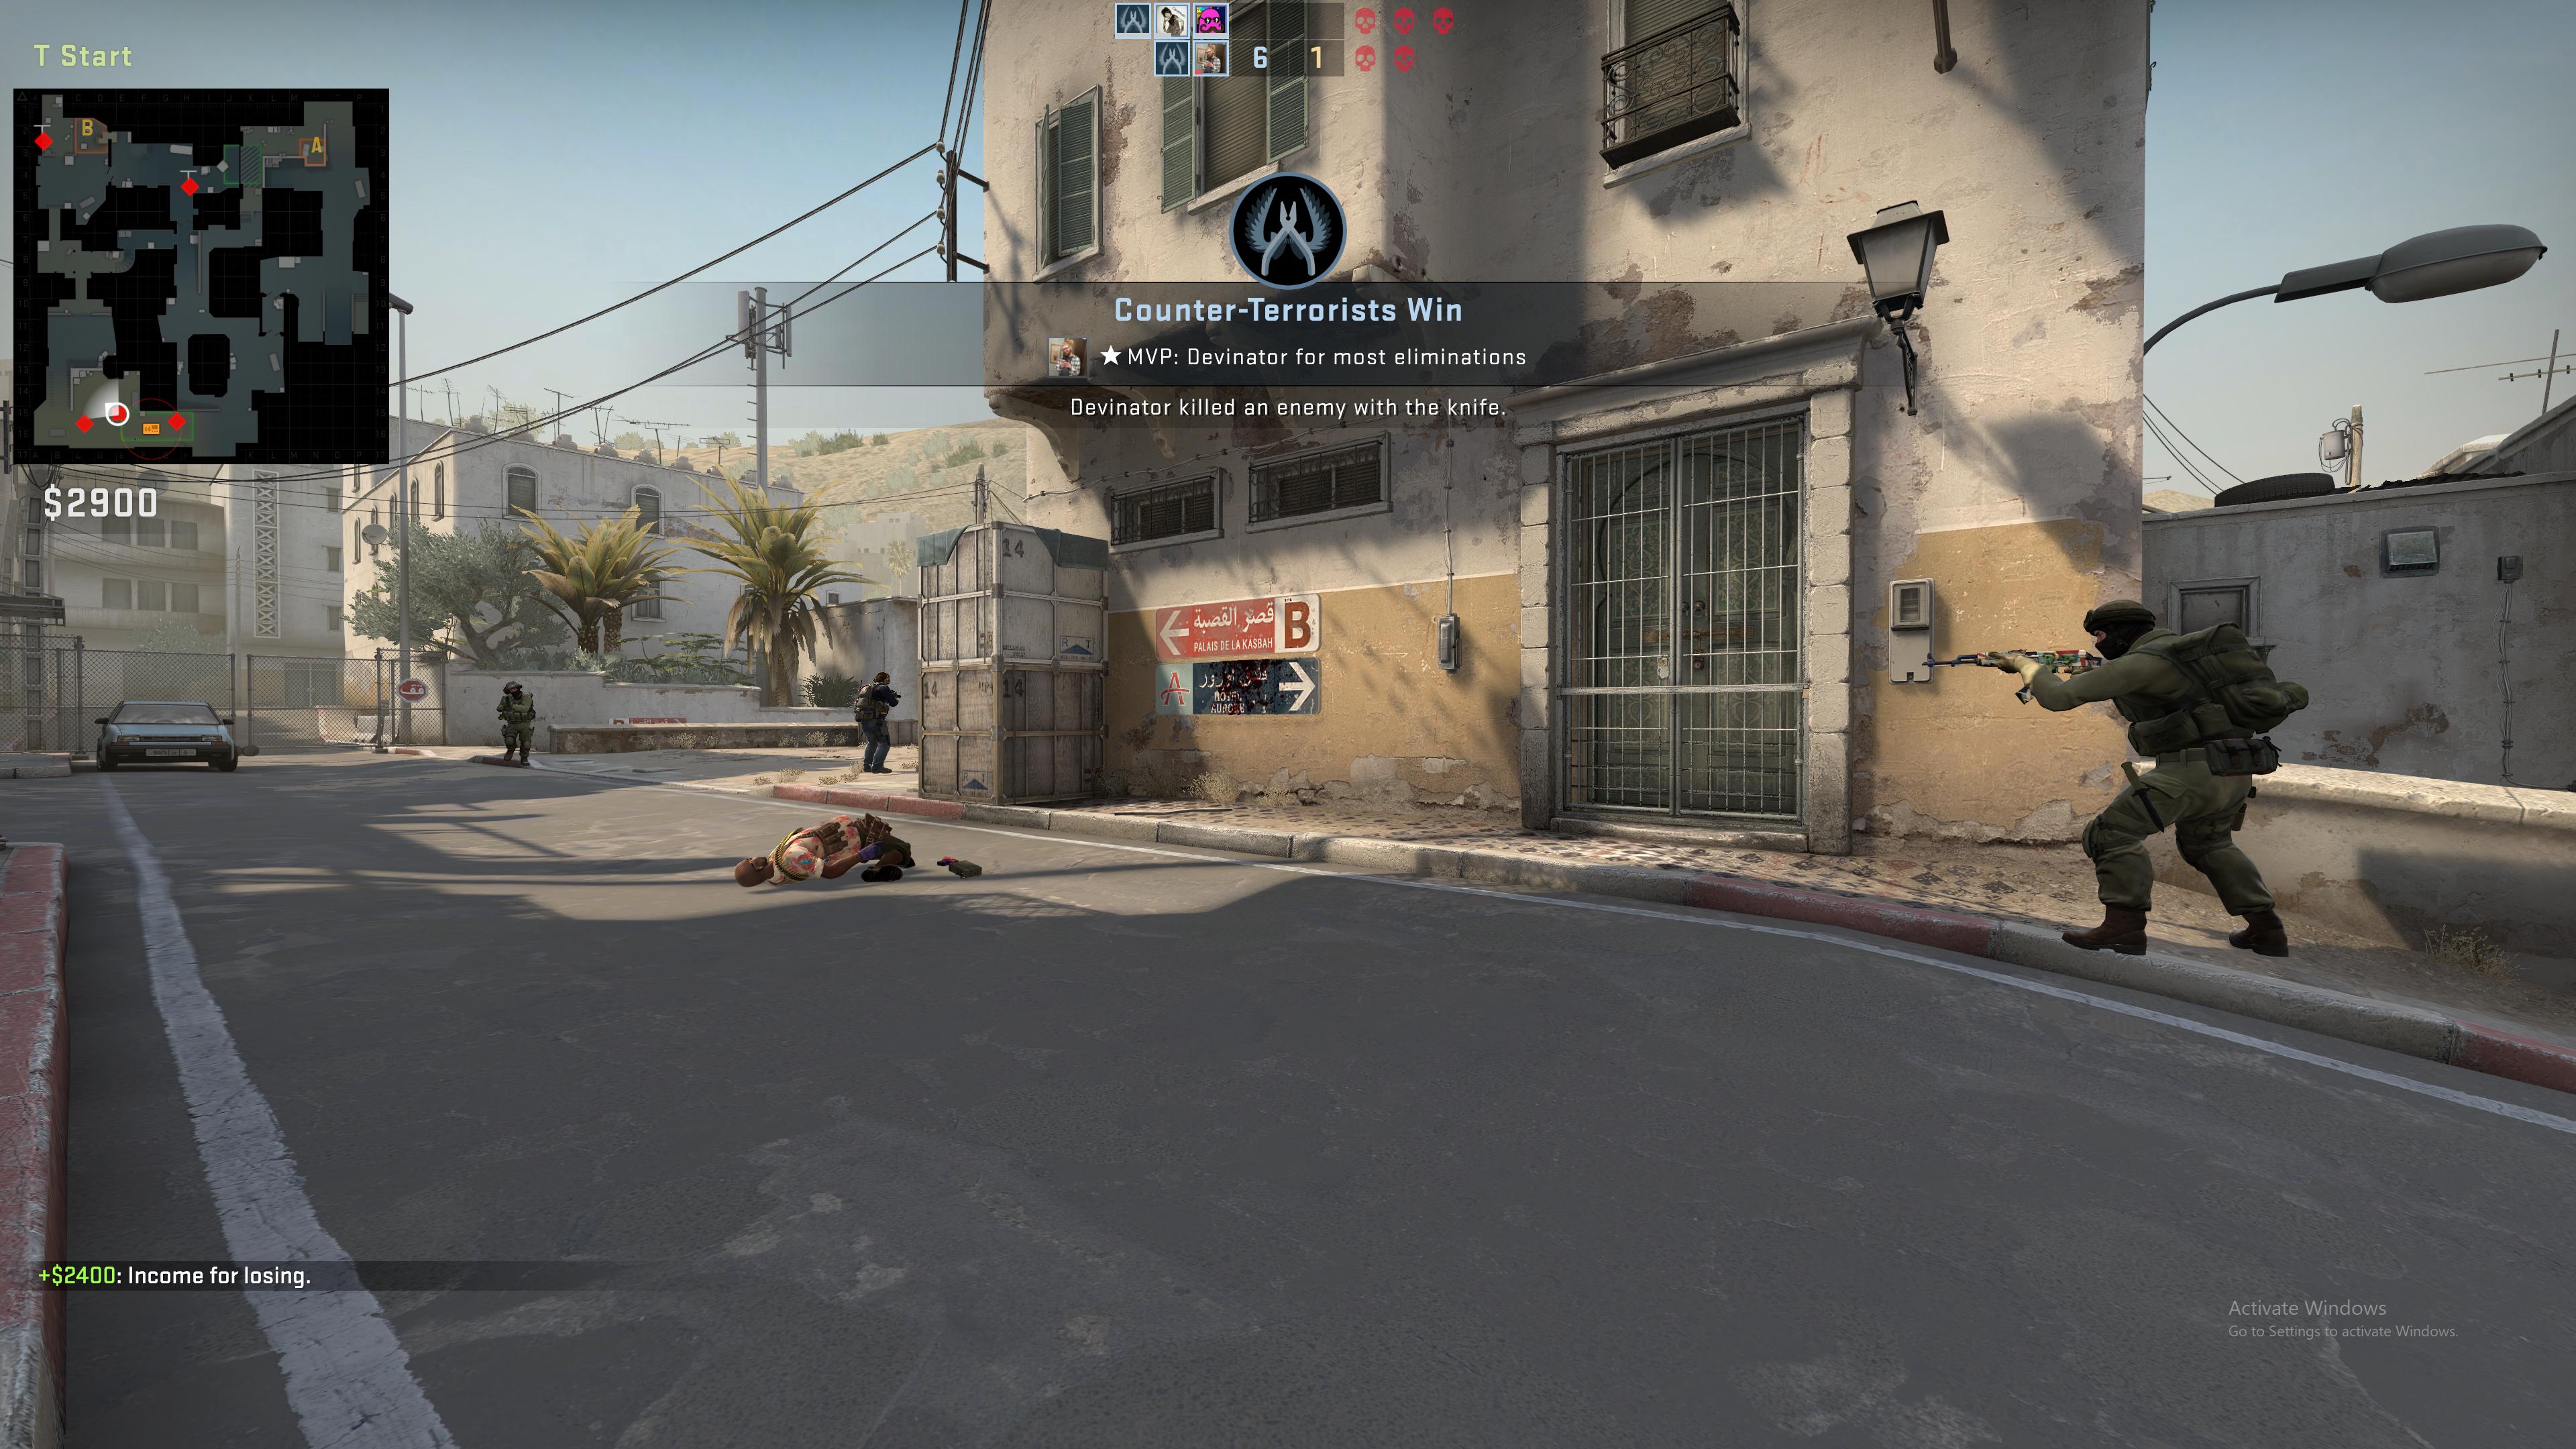 T Start
B
A
6 1
Counter-Terrorists Win
★ MVP: Devinator for most eliminations
Devinator killed an enemy with the knife.
$2900
14
14
14
قصر القصبة B
PALAIS DE LA KASBAH
A
+$2400: Income for losing.
Activate Windows
Go to Settings to activate Windows.